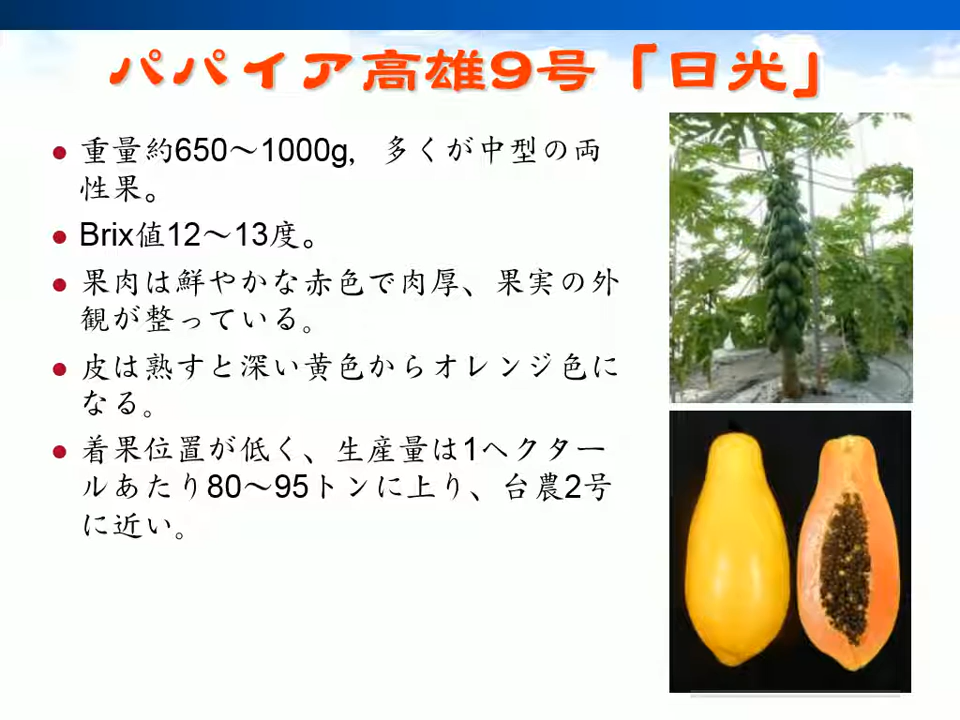 パパイア高雄9号「日光」
重量約650～1000g，多くが中型の両
性果。
Brix値12～13度。
果肉は鮮やかな赤色で肉厚、果実の外
観が整っている。
皮は熟すと深い黄色からオレンジ色に
なる。
着果位置が低く、生産量は1ヘクター
ルあたり80～95トンに上り、台農2号
に近い。